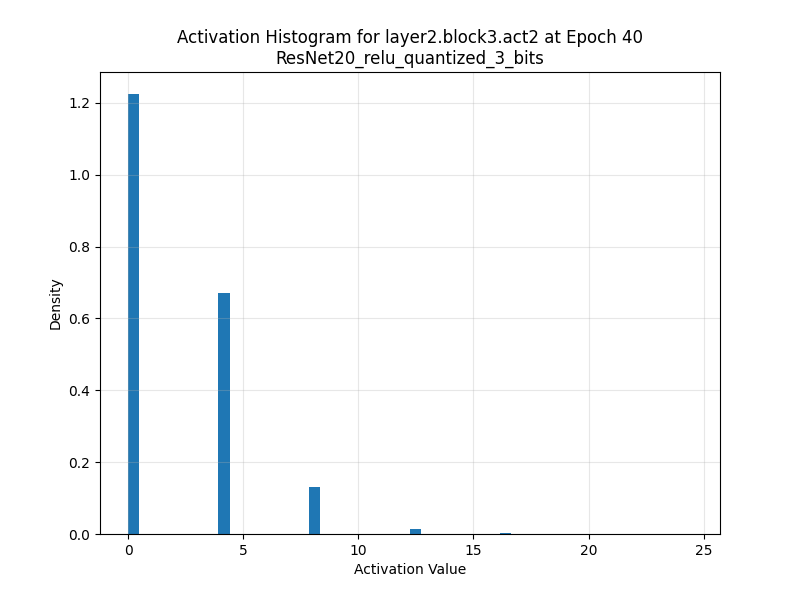 Activation Histogram for layer2.block3.act2 at Epoch 40
ResNet20_relu_quantized_3_bits
1.2
1.0
0.8
0.6
0.4
0.2
0.0
Density
0 5 10 15 20 25
Activation Value